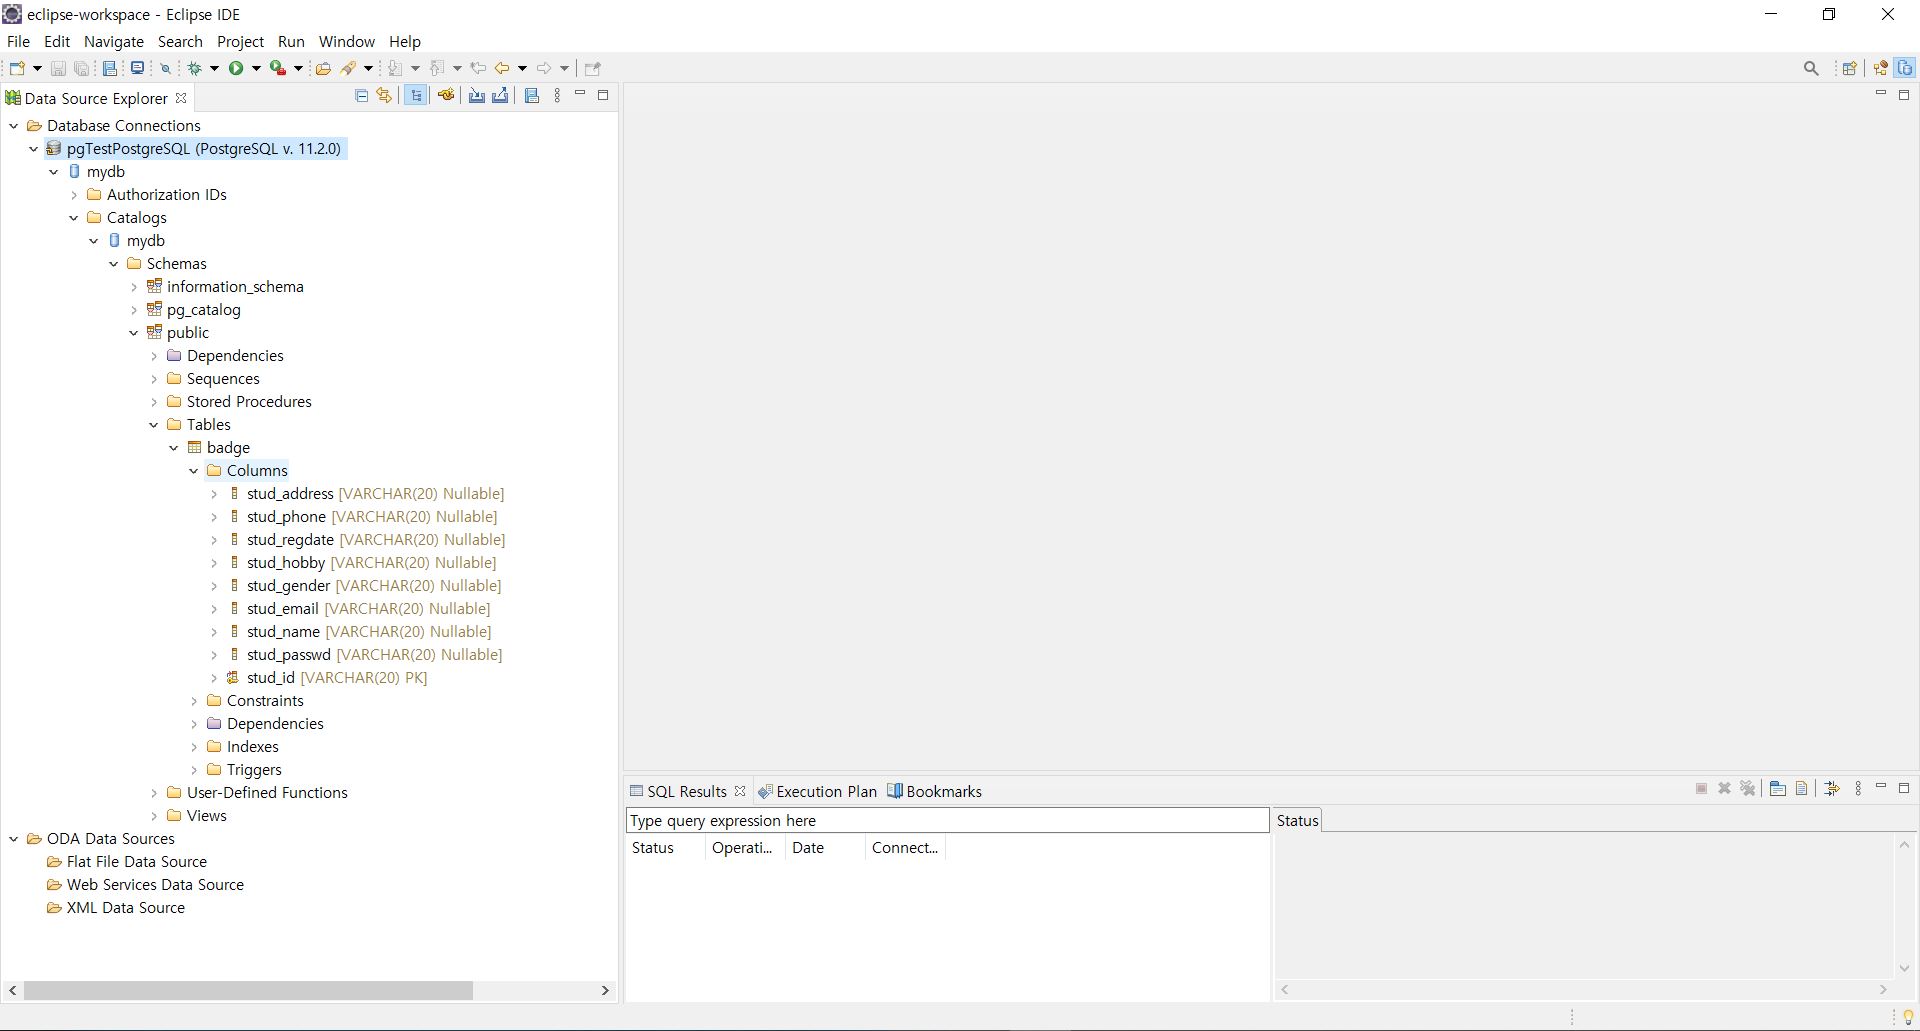 eclipse-workspace - Eclipse IDE
File Edit Navigate Search Project Run Window Help
Data Source Explorer
Database Connections
pgTestPostgreSQL (PostgreSQL v. 11.2.0)
mydb
Authorization IDs
Catalogs
mydb
Schemas
information_schema
pg_catalog
public
Dependencies
Sequences
Stored Procedures
Tables
badge
Columns
stud_address [VARCHAR(20) Nullable]
stud_phone [VARCHAR(20) Nullable]
stud_regdate [VARCHAR(20) Nullable]
stud_hobby [VARCHAR(20) Nullable]
stud_gender [VARCHAR(20) Nullable]
stud_email [VARCHAR(20) Nullable]
stud_name [VARCHAR(20) Nullable]
stud_passwd [VARCHAR(20) Nullable]
stud_id [VARCHAR(20) PK]
Constraints
Dependencies
Indexes
Triggers
User-Defined Functions
Views
ODA Data Sources
Flat File Data Source
Web Services Data Source
XML Data Source
SQL Results Execution Plan Bookmarks
Type query expression here
Status Operati... Date Connect...
Status